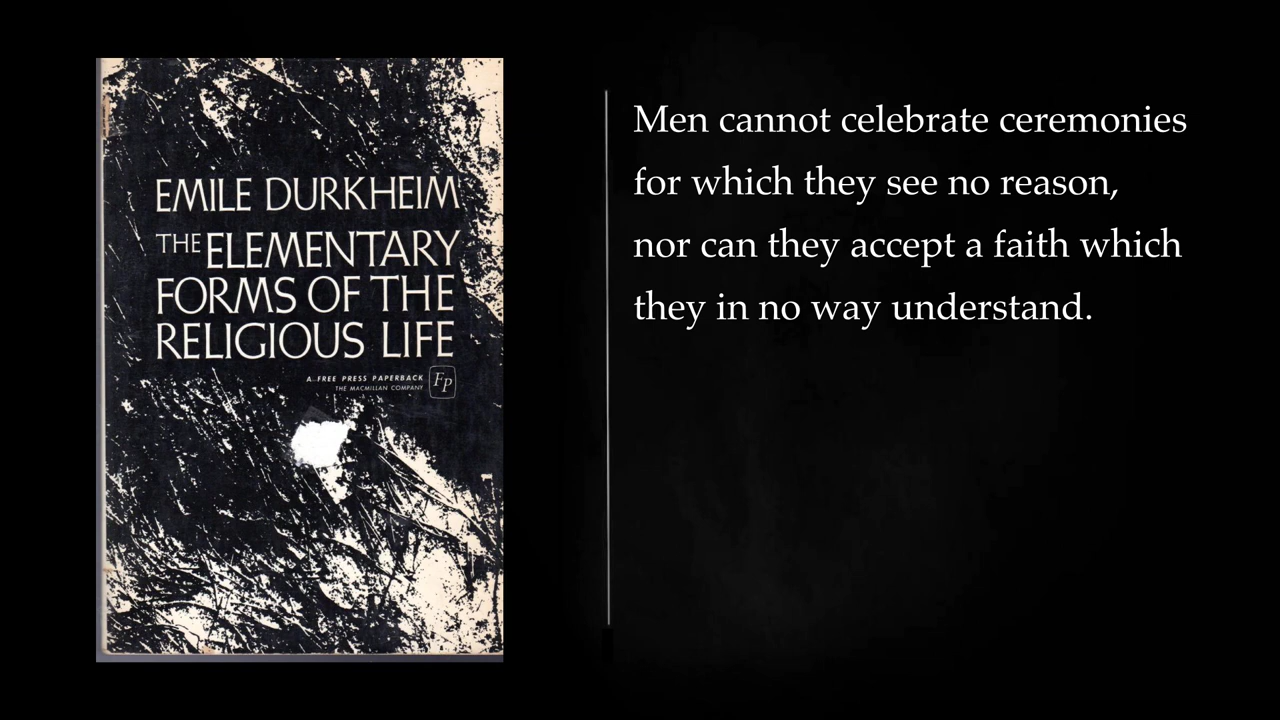 EMILE DURKHEIM
THE ELEMENTARY
FORMS OF THE
RELIGIOUS LIFE
A FREE PRESS PAPERBACK
THE MACMILLAN COMPANY
FP
Men cannot celebrate ceremonies
for which they see no reason,
nor can they accept a faith which
they in no way understand.